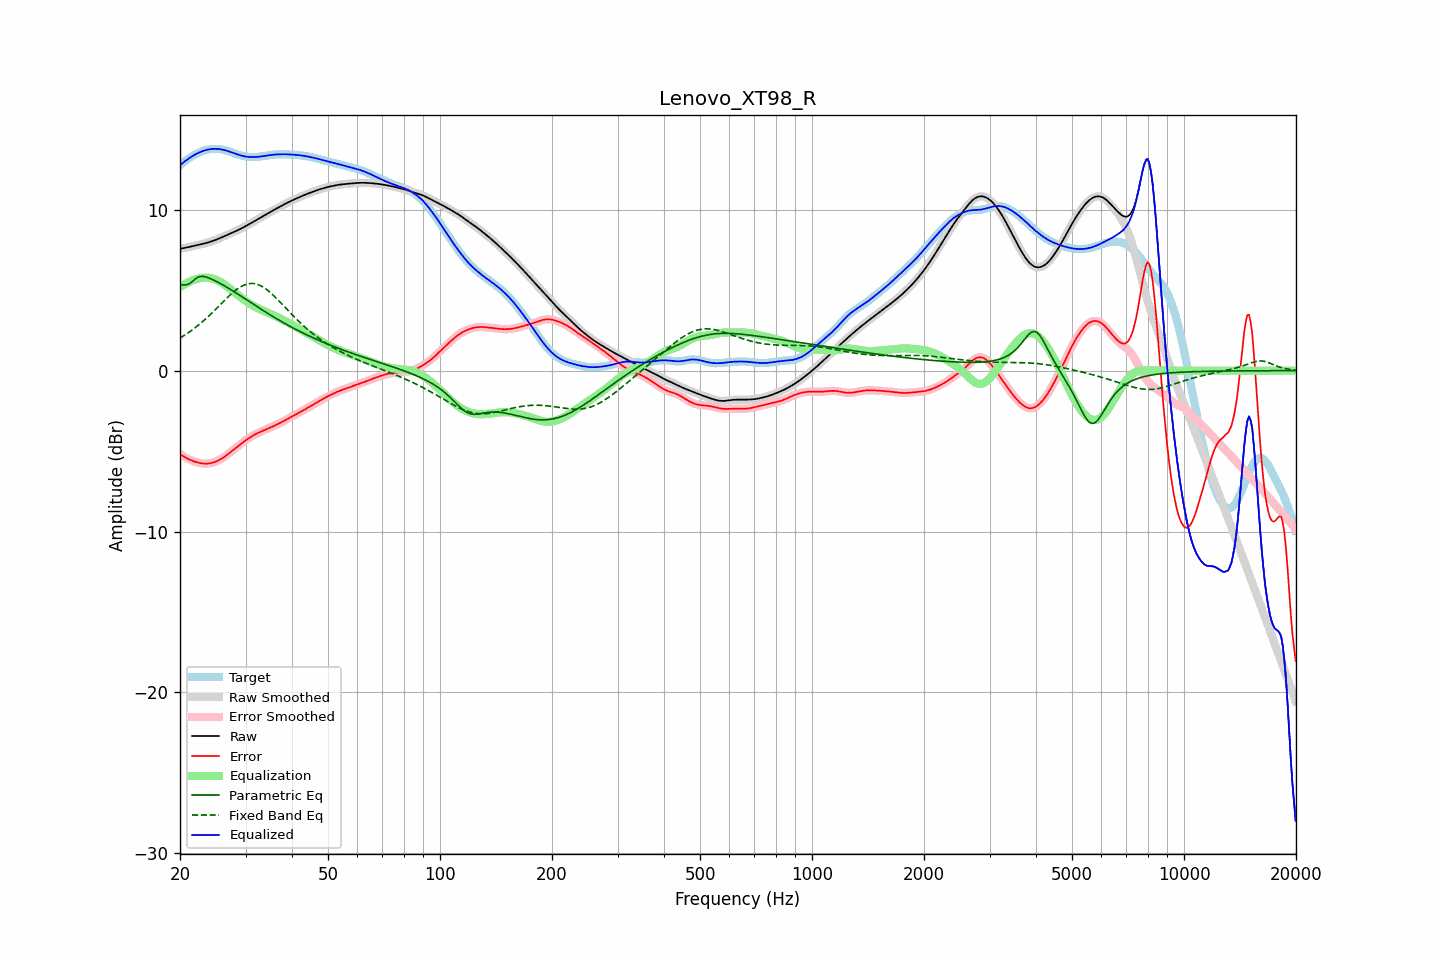 Lenovo_XT98_R
Amplitude (dBr)
10
0
−10
−20
−30
Target
Raw Smoothed
Error Smoothed
Raw
Error
Equalization
Parametric Eq
Fixed Band Eq
Equalized
20 50 100 200 500 1000 2000 5000 10000 20000
Frequency (Hz)